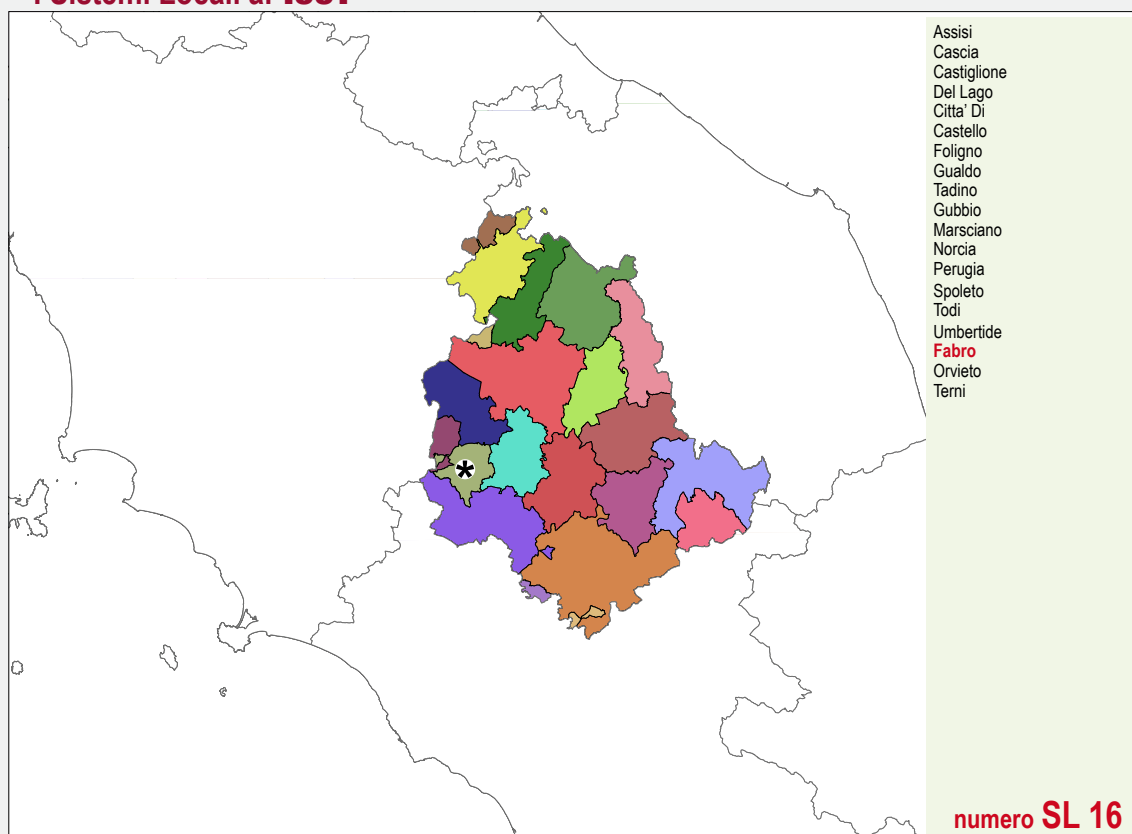 Assisi
Cascia
Castiglione
Del Lago
Citta' Di
Castello
Foligno
Gualdo
Tadino
Gubbio
Marsciano
Norcia
Perugia
Spoleto
Todi
Umbertide
Fabro
Orvieto
Terni
*
numero SL 16